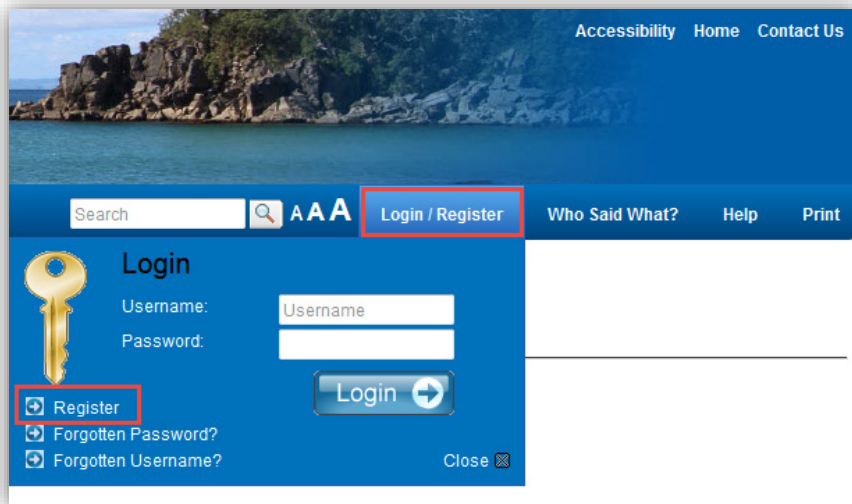 Accessibility Home Contact Us
Search AAA Login / Register Who Said What? Help Print
Login
Username: Username
Password:
Login
Register
Forgotten Password?
Forgotten Username?
Close